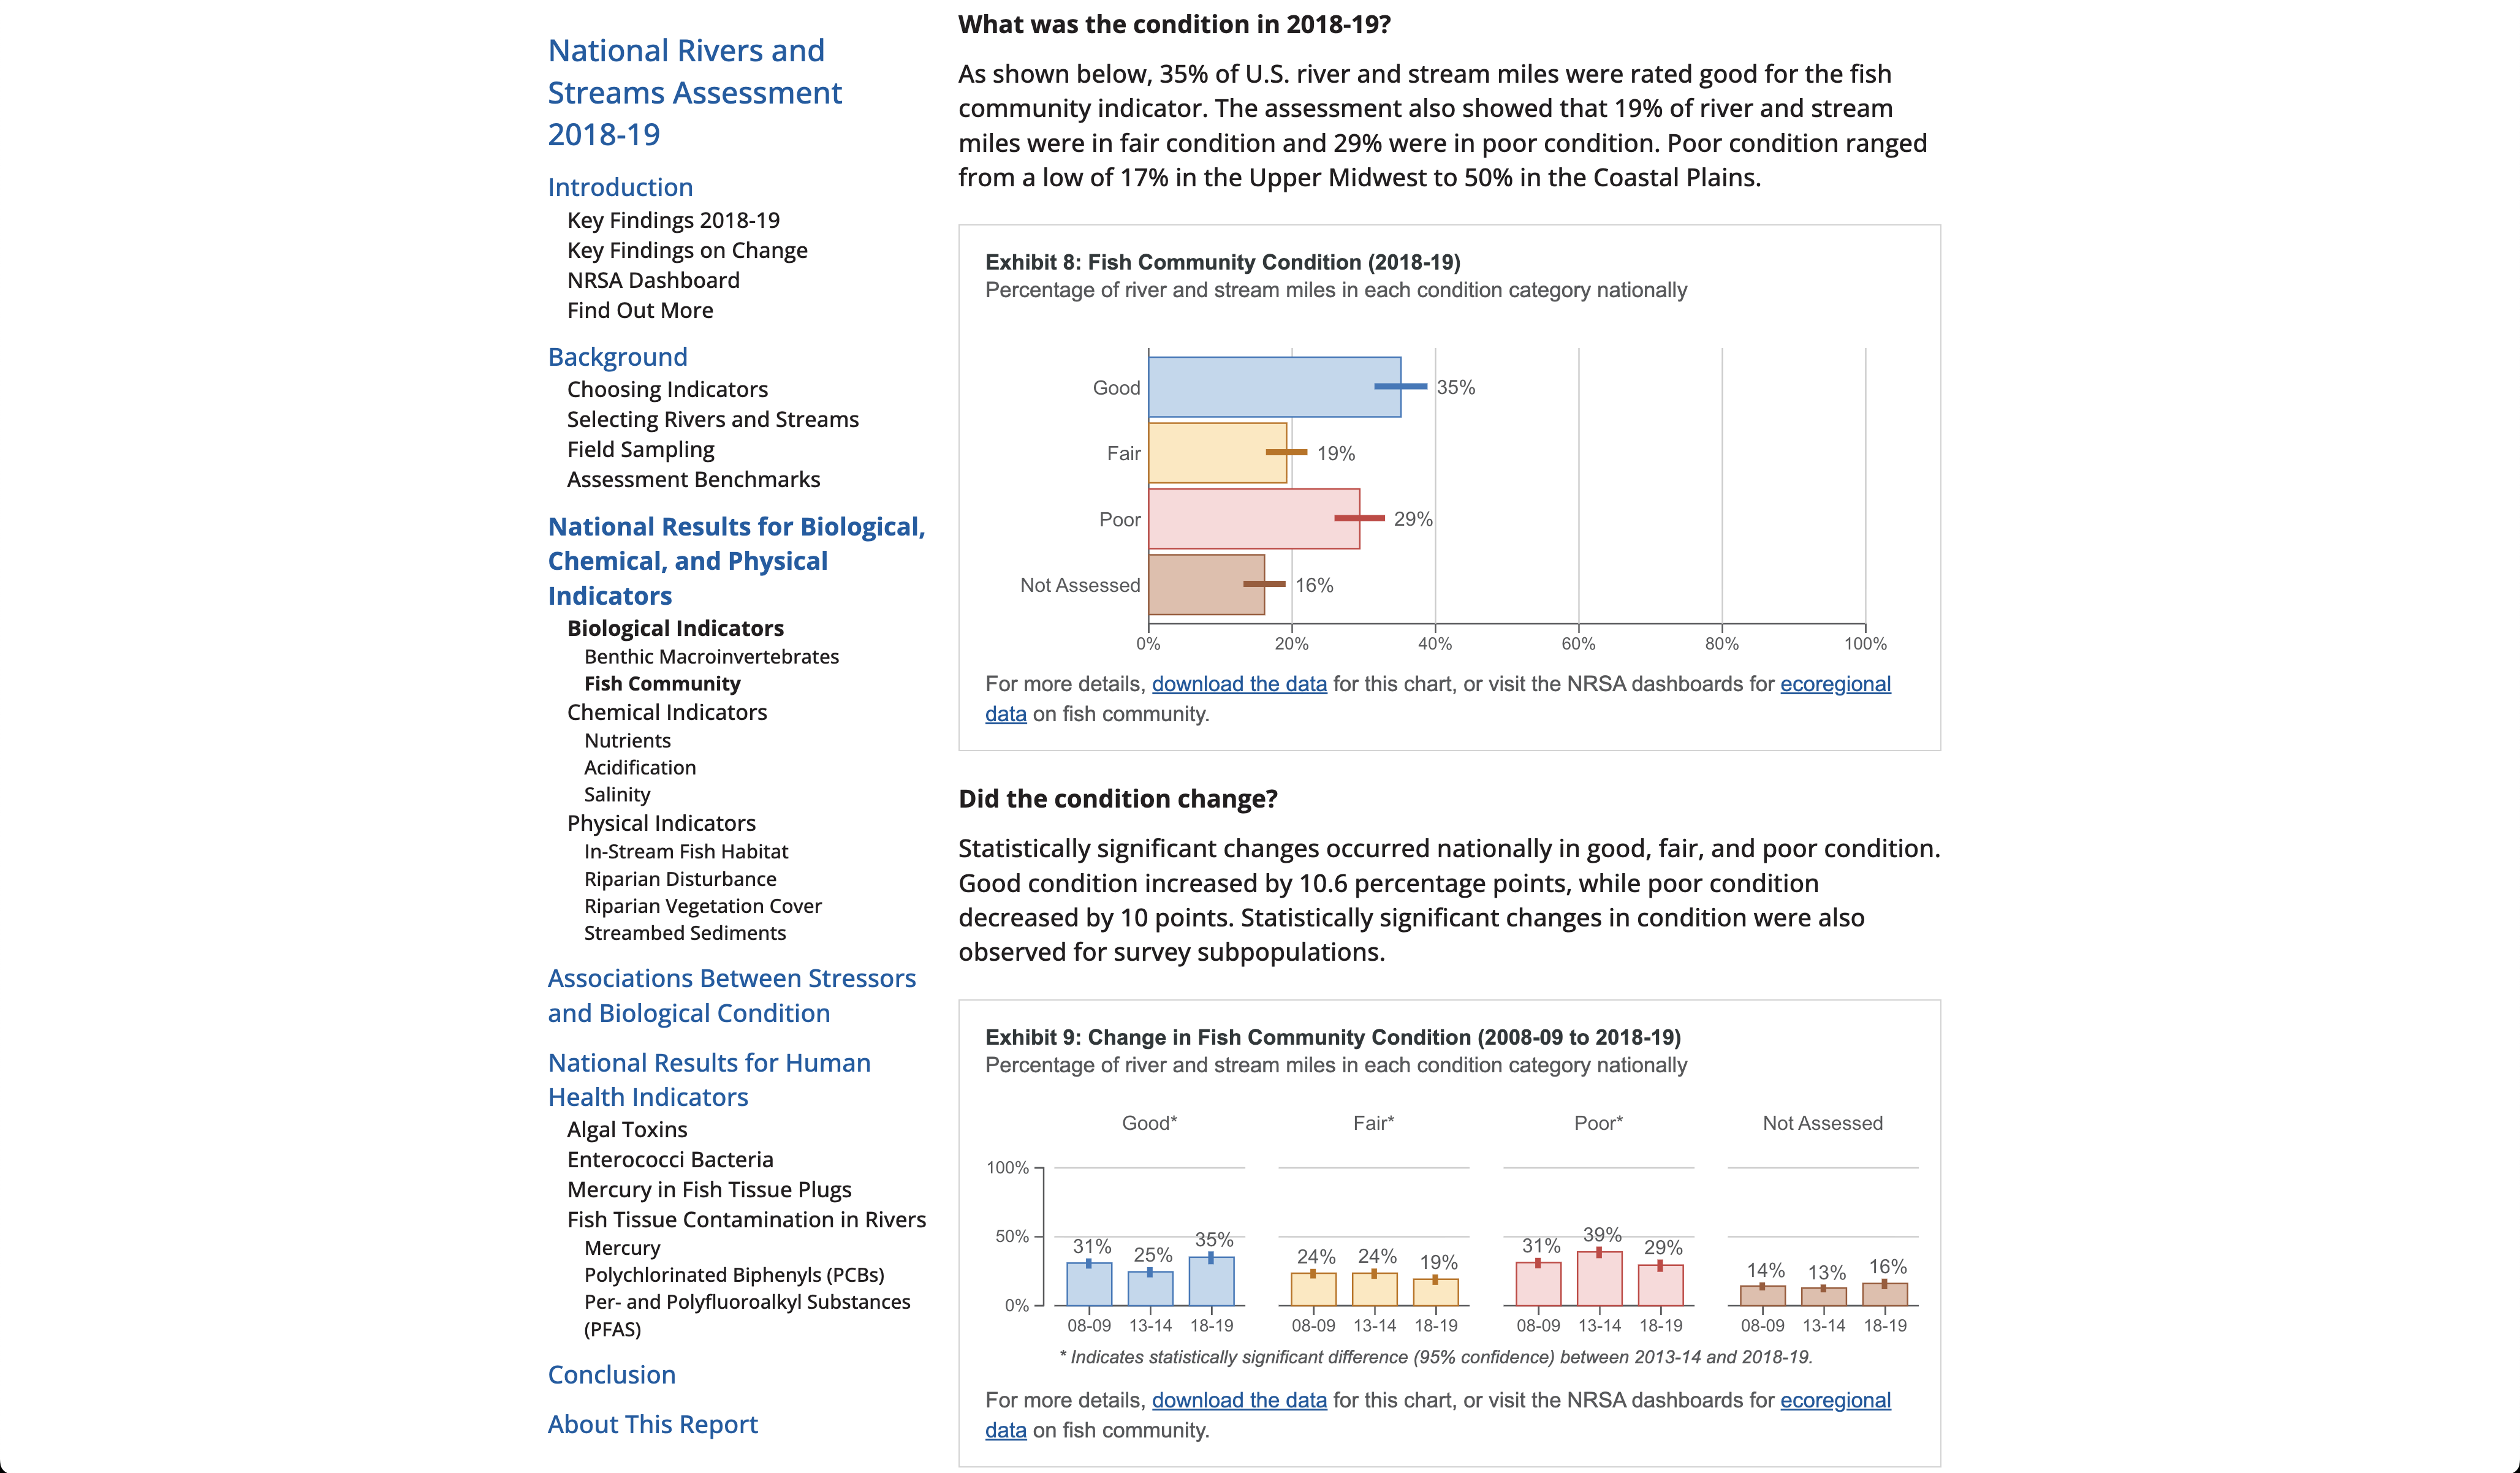 National Rivers and
Streams Assessment
2018-19
Introduction
Key Findings 2018-19
Key Findings on Change
NRSA Dashboard
Find Out More
Background
Choosing Indicators
Selecting Rivers and Streams
Field Sampling
Assessment Benchmarks
National Results for Biological,
Chemical, and Physical
Indicators
Biological Indicators
Benthic Macroinvertebrates
Fish Community
Chemical Indicators
Nutrients
Acidification
Salinity
Physical Indicators
In-Stream Fish Habitat
Riparian Disturbance
Riparian Vegetation Cover
Streambed Sediments
Associations Between Stressors
and Biological Condition
National Results for Human
Health Indicators
Algal Toxins
Enterococci Bacteria
Mercury in Fish Tissue Plugs
Fish Tissue Contamination in Rivers
Mercury
Polychlorinated Biphenyls (PCBs)
Per- and Polyfluoroalkyl Substances
(PFAS)
Conclusion
About This Report
What was the condition in 2018-19?
As shown below, 35% of U.S. river and stream miles were rated good for the fish
community indicator. The assessment also showed that 19% of river and stream
miles were in fair condition and 29% were in poor condition. Poor condition ranged
from a low of 17% in the Upper Midwest to 50% in the Coastal Plains.
Exhibit 8: Fish Community Condition (2018-19)
Percentage of river and stream miles in each condition category nationally
Good 35%
Fair 19%
Poor 29%
Not Assessed 16%
0% 20% 40% 60% 80% 100%
For more details, download the data for this chart, or visit the NRSA dashboards for ecoregional
data on fish community.
Did the condition change?
Statistically significant changes occurred nationally in good, fair, and poor condition.
Good condition increased by 10.6 percentage points, while poor condition
decreased by 10 points. Statistically significant changes in condition were also
observed for survey subpopulations.
Exhibit 9: Change in Fish Community Condition (2008-09 to 2018-19)
Percentage of river and stream miles in each condition category nationally
Good* Fair* Poor* Not Assessed
100%
50%
0%
31% 25% 35% 24% 24% 19% 31% 39% 29% 14% 13% 16%
08-09 13-14 18-19 08-09 13-14 18-19 08-09 13-14 18-19 08-09 13-14 18-19
* Indicates statistically significant difference (95% confidence) between 2013-14 and 2018-19.
For more details, download the data for this chart, or visit the NRSA dashboards for ecoregional
data on fish community.